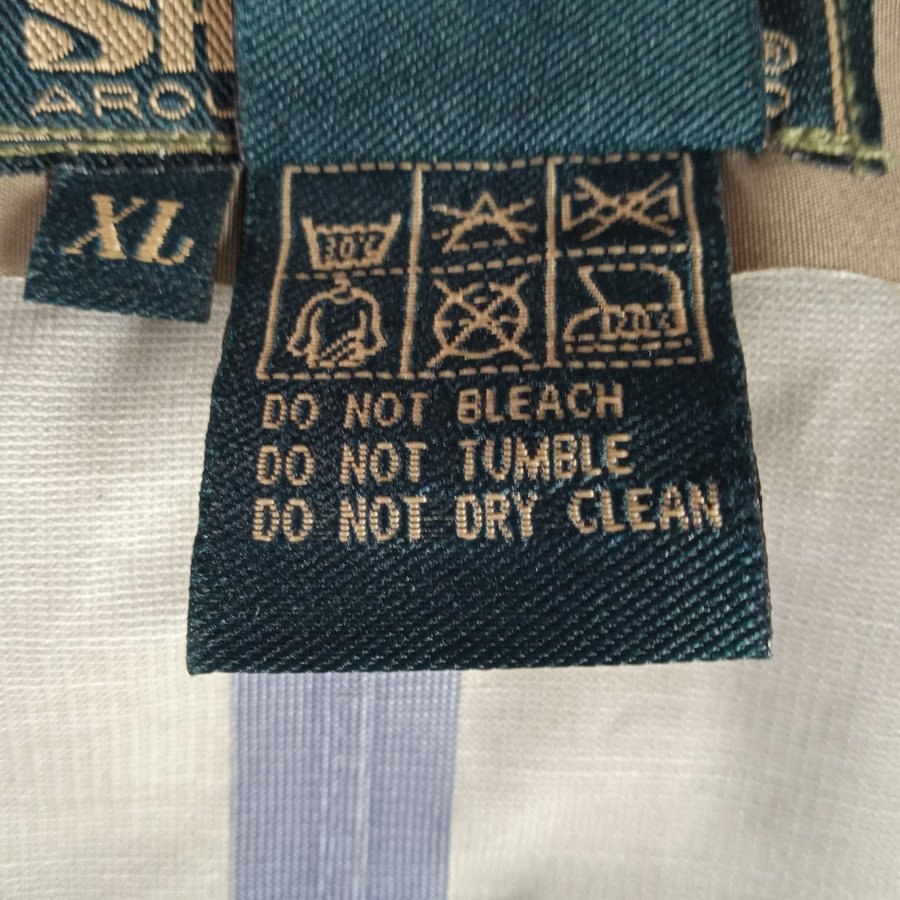 XL
30°C
DO NOT BLEACH
DO NOT TUMBLE
DO NOT DRY CLEAN